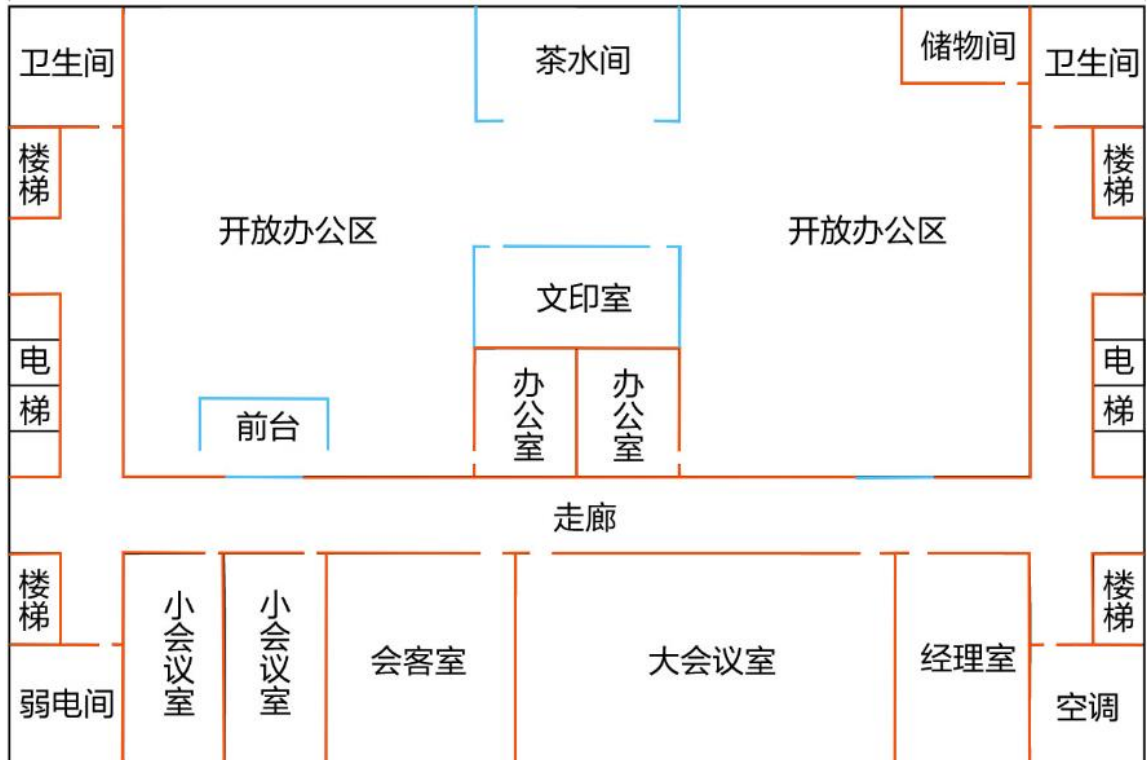 卫生间
茶水间
储物间
卫生间
楼梯
楼梯
开放办公区
开放办公区
文印室
电梯
电梯
办公室
办公室
前台
走廊
楼梯
楼梯
小会议室
小会议室
会客室
大会议室
经理室
弱电间
空调